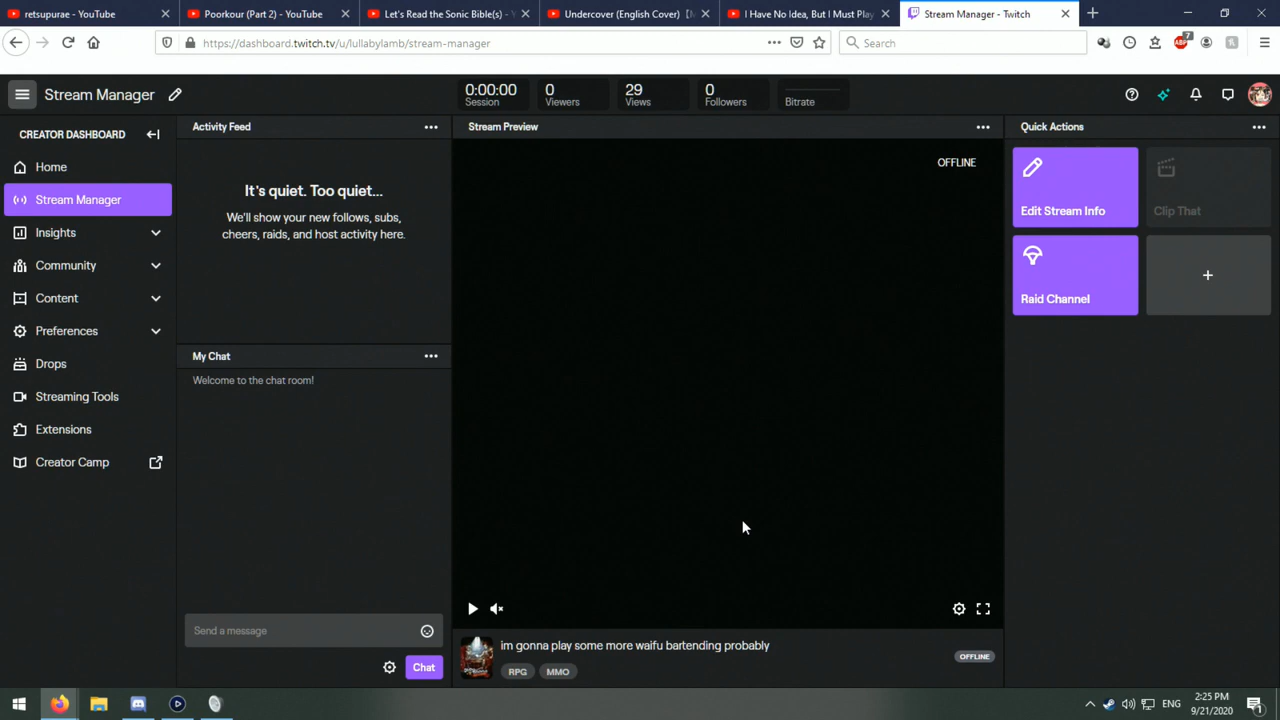 retsupurae - YouTube
Poorkour (Part 2) - YouTube
Let's Read the Sonic Bible(s) - Y
Undercover (English Cover) 【M
I Have No Idea, But I Must Play
Stream Manager - Twitch
https://dashboard.twitch.tv/u/lullabylamb/stream-manager
Search
ABP
7
Stream Manager
0:00:00
Session
0
Viewers
29
Views
0
Followers
Bitrate
CREATOR DASHBOARD
Home
Stream Manager
Insights
Community
Content
Preferences
Drops
Streaming Tools
Extensions
Creator Camp
Activity Feed
It's quiet. Too quiet...
We'll show your new follows, subs,
cheers, raids, and host activity here.
My Chat
Welcome to the chat room!
Send a message
Chat
Stream Preview
OFFLINE
im gonna play some more waifu bartending probably
RPG
MMO
OFFLINE
Quick Actions
Edit Stream Info
Clip That
Raid Channel
ENG
2:25 PM
9/21/2020
1